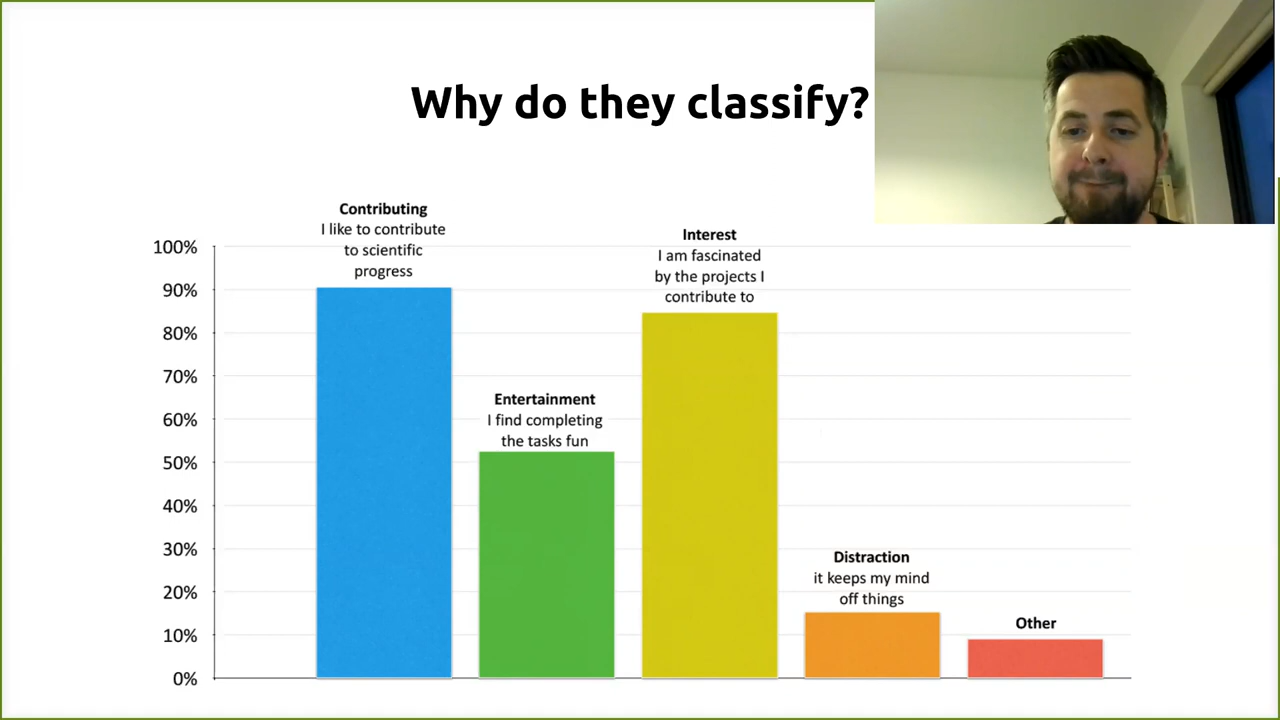 Why do they classify?
Contributing
I like to contribute
to scientific
progress
Interest
I am fascinated
by the projects I
contribute to
Entertainment
I find completing
the tasks fun
Distraction
it keeps my mind
off things
Other
100%
90%
80%
70%
60%
50%
40%
30%
20%
10%
0%